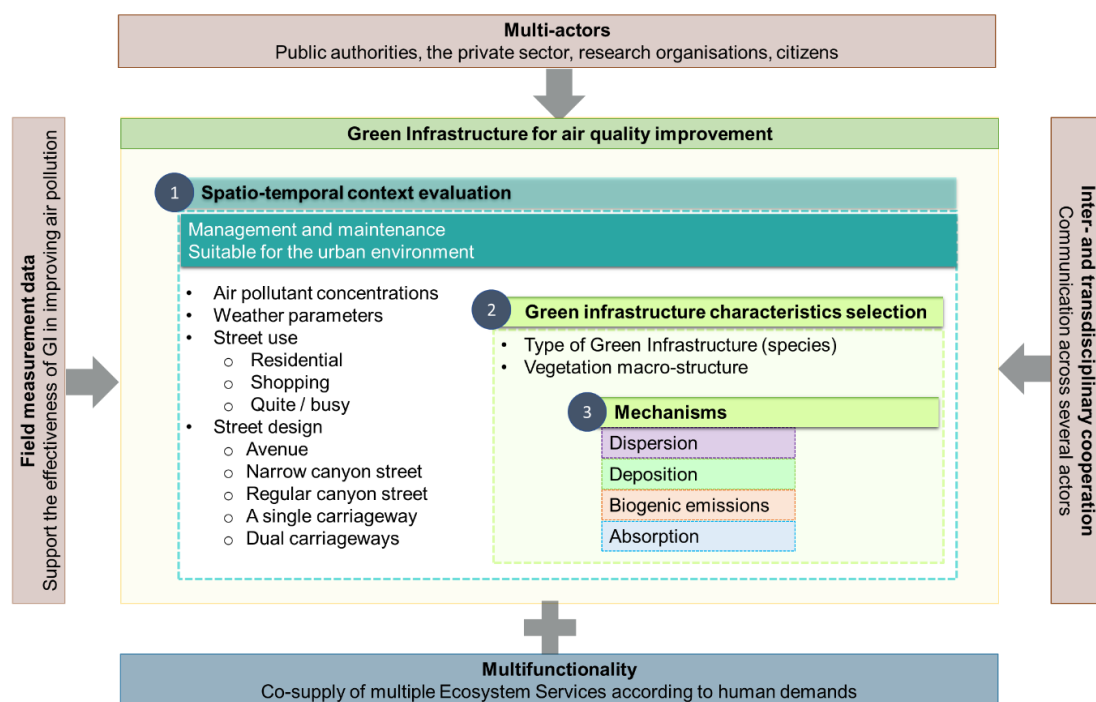 Multi-actors
Public authorities, the private sector, research organisations, citizens
Field measurement data
Support the effectiveness of GI in improving air pollution
Green Infrastructure for air quality improvement
1 Spatio-temporal context evaluation
Management and maintenance
Suitable for the urban environment
• Air pollutant concentrations
• Weather parameters
• Street use
o Residential
o Shopping
o Quite / busy
• Street design
o Avenue
o Narrow canyon street
o Regular canyon street
o A single carriageway
o Dual carriageways
2 Green infrastructure characteristics selection
• Type of Green Infrastructure (species)
• Vegetation macro-structure
3 Mechanisms
Dispersion
Deposition
Biogenic emissions
Absorption
Inter- and transdisciplinary cooperation
Communication across several actors
Multifunctionality
Co-supply of multiple Ecosystem Services according to human demands